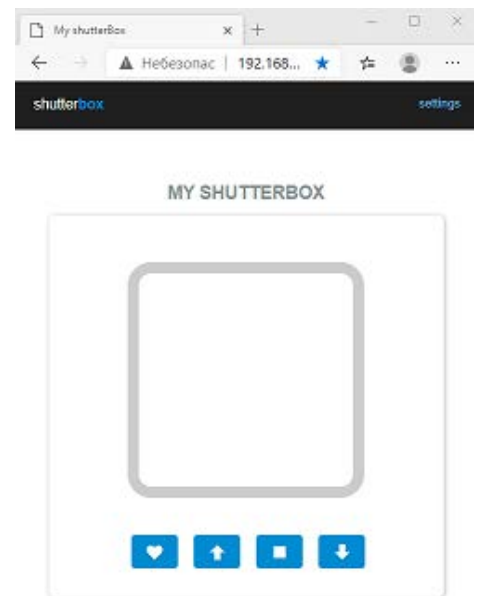 My shutterBox
Небезопас | 192.168...
shutterbox
settings
MY SHUTTERBOX